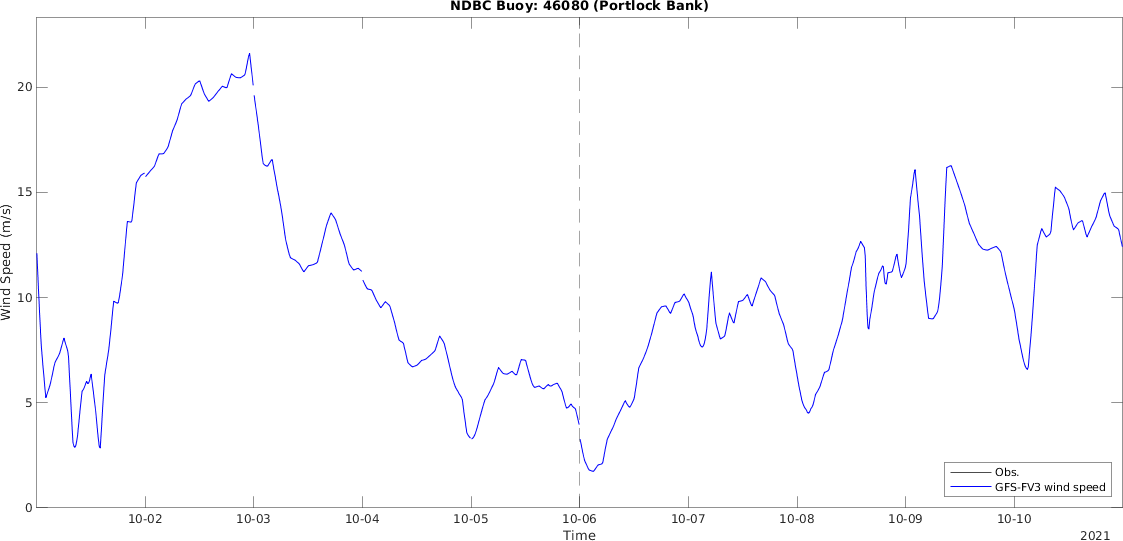 NDBC Buoy: 46080 (Portlock Bank)
Wind Speed (m/s)
20
15
10
5
0
10-02 10-03 10-04 10-05 10-06 10-07 10-08 10-09 10-10
Time
2021
Obs.
GFS-FV3 wind speed